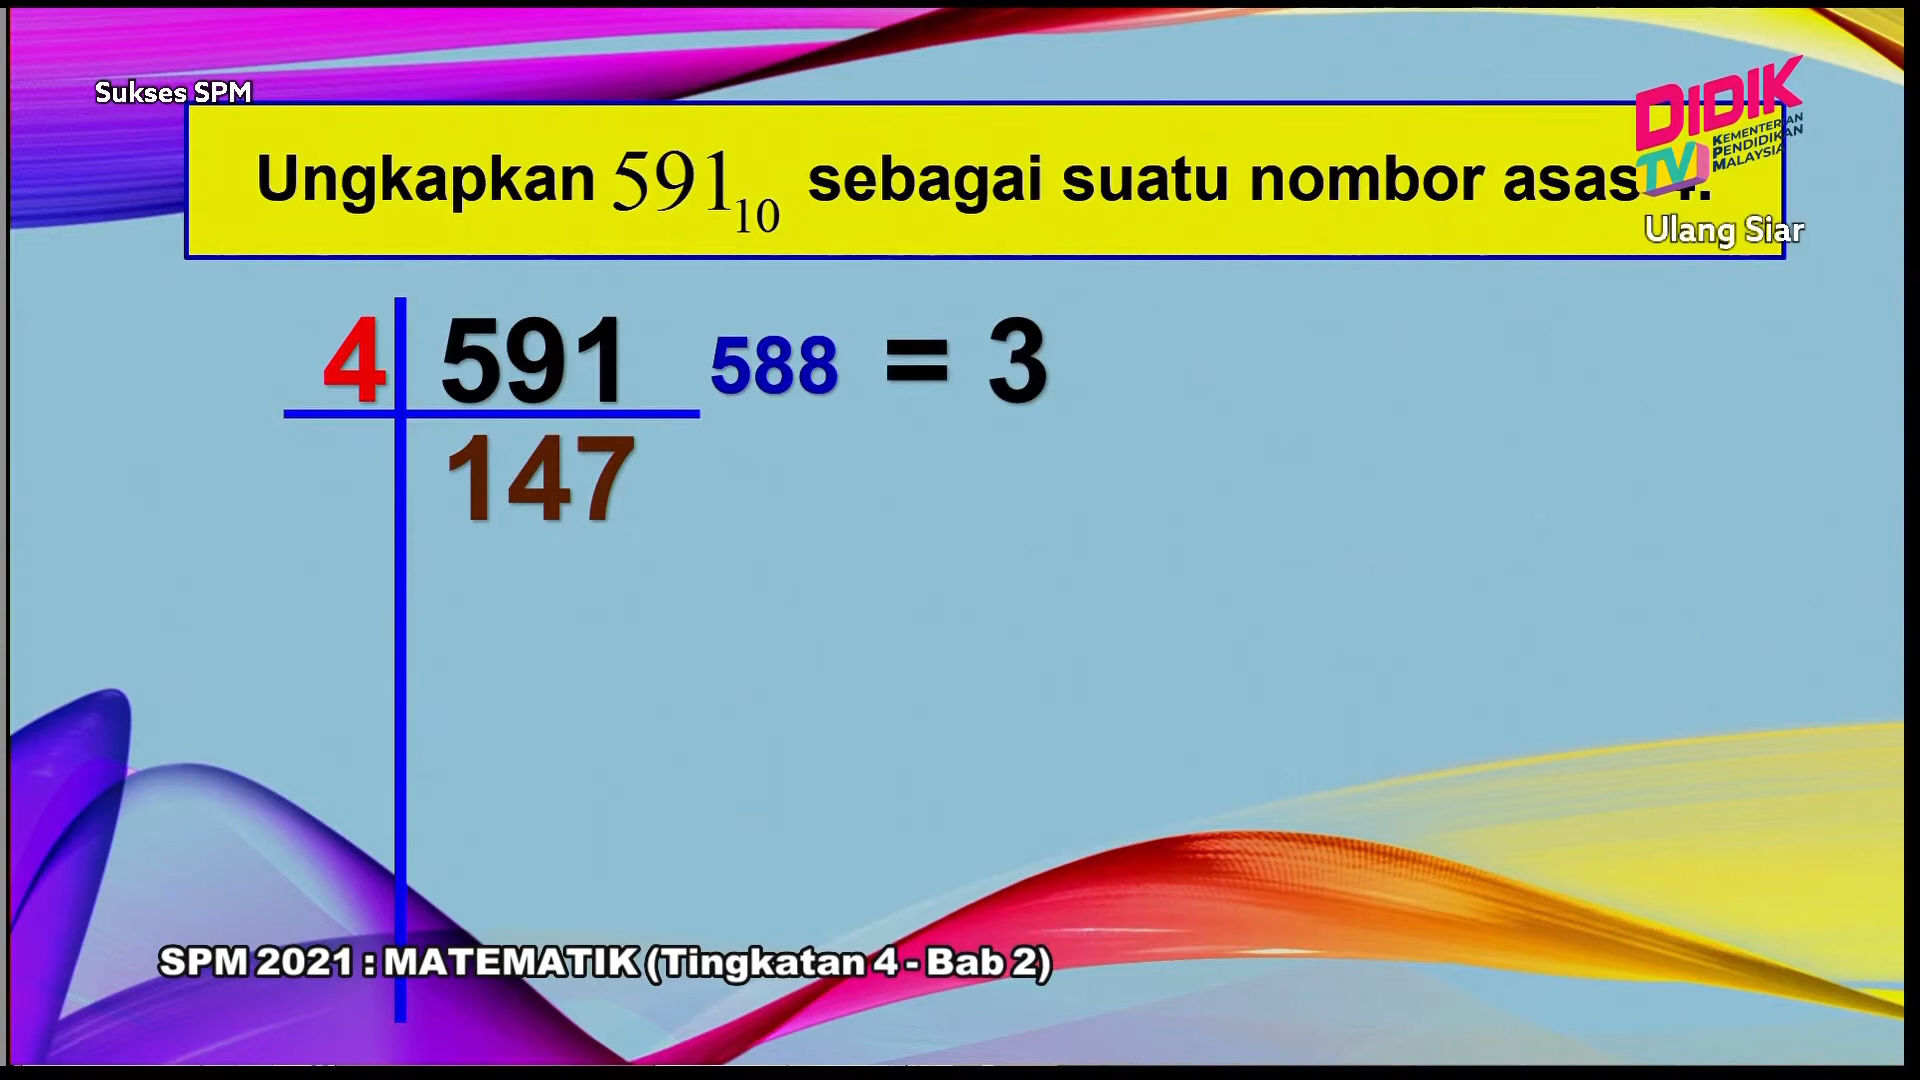 Sukses SPM
DIDIK
TV
KEMENTERIAN
PENDIDIKAN
MALAYSIA
Ungkapkan 591₁₀ sebagai suatu nombor asas 4.
Ulang Siar
4 591 588 = 3
147
SPM 2021 : MATEMATIK (Tingkatan 4 - Bab 2)